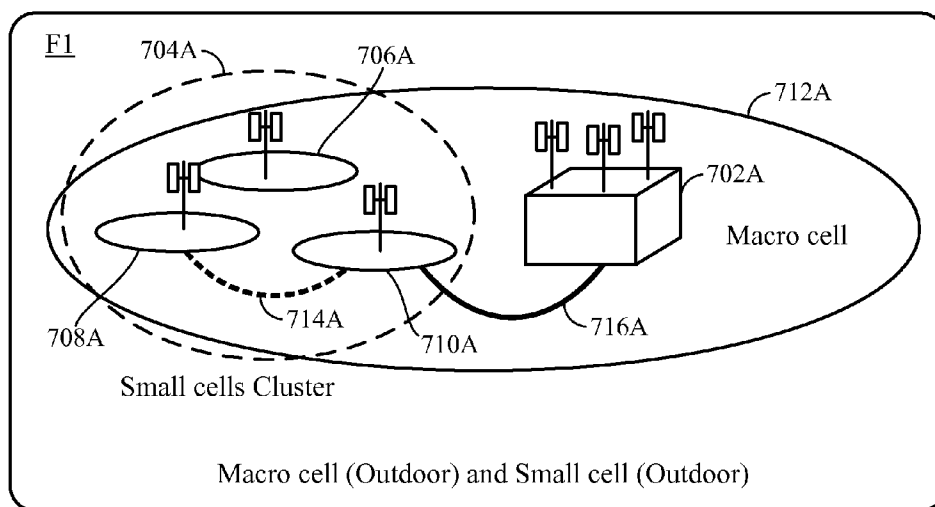 F1
704A
706A
712A
702A
Macro cell
714A
716A
708A
710A
Small cells Cluster
Macro cell (Outdoor) and Small cell (Outdoor)